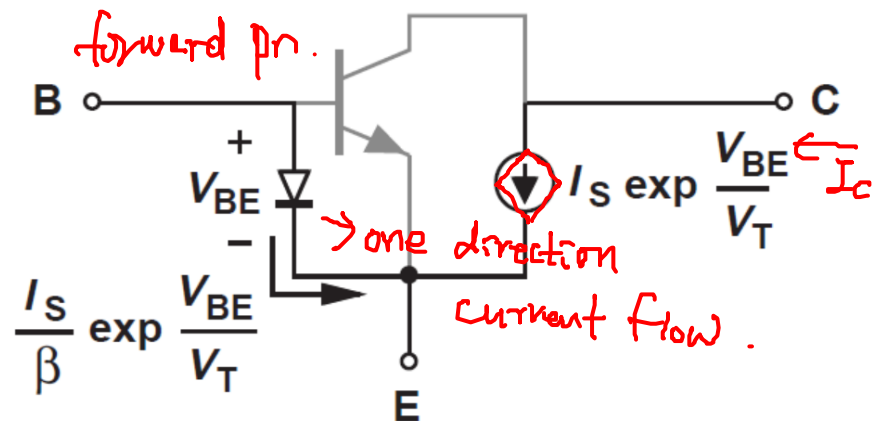 forward pn.
B
C
+
V_BE
−
I_S exp V_BE / V_T
I_C
→ one direction
current flow.
I_S / β exp V_BE / V_T
E